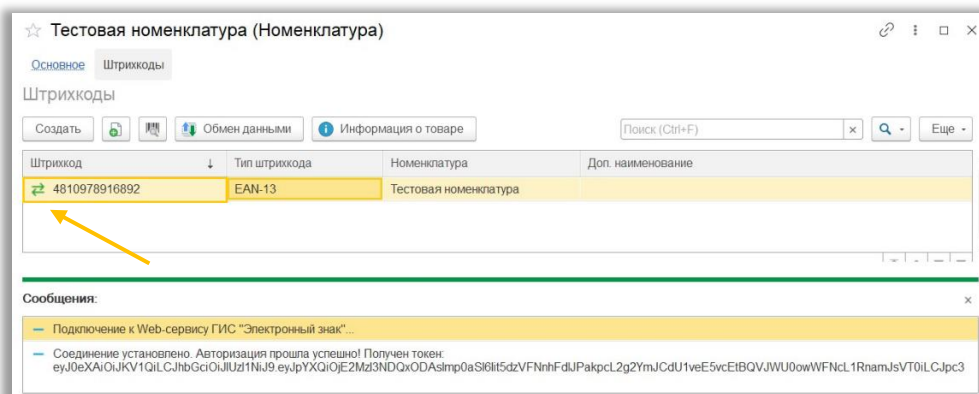 Тестовая номенклатура (Номенклатура)
Основное Штрихкоды
Штрихкоды
Создать Обмен данными Информация о товаре Поиск (Ctrl+F) Еще
Штрихкод Тип штрихкода Номенклатура Доп. наименование
4810978916892 EAN-13 Тестовая номенклатура
Сообщения:
Подключение к Web-сервису ГИС "Электронный знак"...
Соединение установлено. Авторизация прошла успешно! Получен токен: